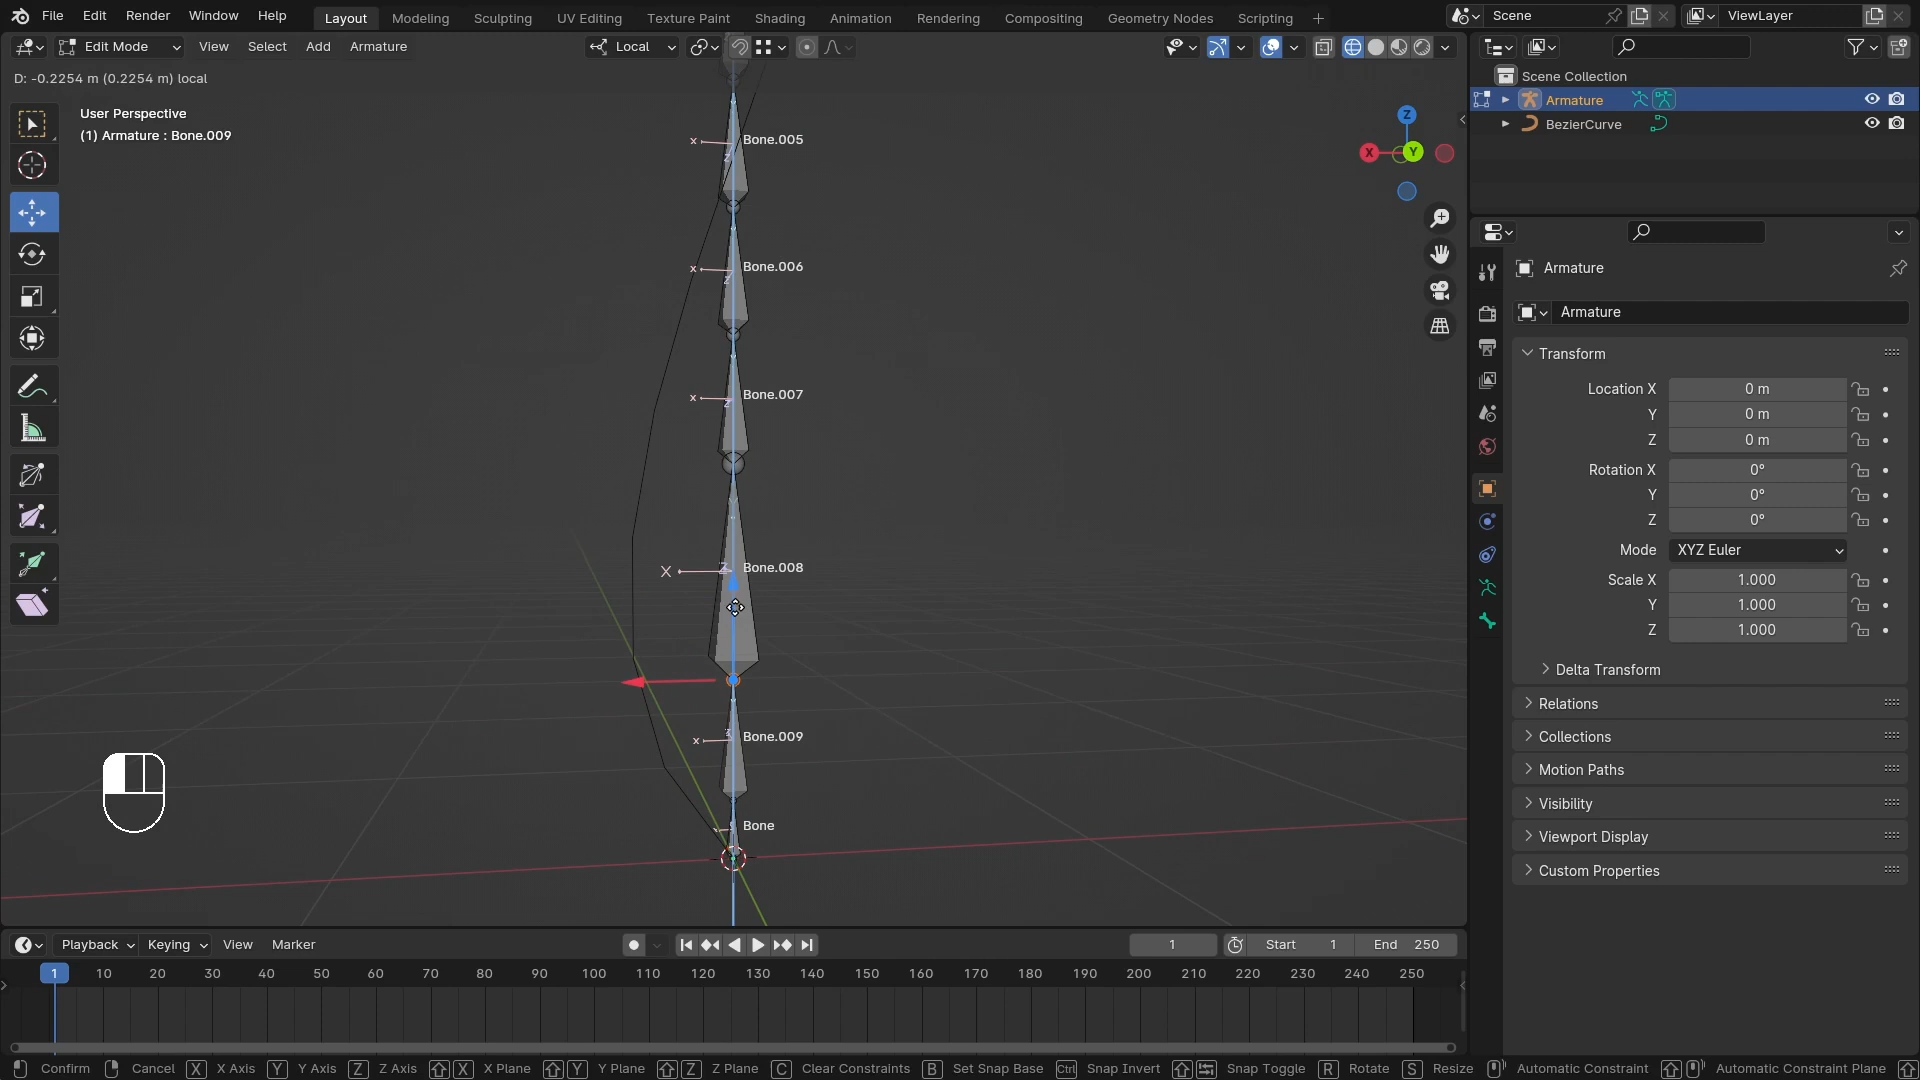 File Edit Render Window Help Layout Modeling Sculpting UV Editing Texture Paint Shading Animation Rendering Compositing Geometry Nodes Scripting + Scene ViewLayer
Edit Mode View Select Add Armature Local
D: -0.2254 m (0.2254 m) local
User Perspective
(1) Armature : Bone.009
x Bone.005
z
x Bone.006
z
x Bone.007
z
X Z Bone.008
x Bone.009
z
Bone
Z
X Y
Scene Collection
Armature
BezierCurve
Armature
Armature
Transform
Location X 0 m
Y 0 m
Z 0 m
Rotation X 0°
Y 0°
Z 0°
Mode XYZ Euler
Scale X 1.000
Y 1.000
Z 1.000
Delta Transform
Relations
Collections
Motion Paths
Visibility
Viewport Display
Custom Properties
Playback Keying View Marker 1 Start 1 End 250
1 10 20 30 40 50 60 70 80 90 100 110 120 130 140 150 160 170 180 190 200 210 220 230 240 250
Confirm Cancel X X Axis Y Y Axis Z Z Axis X X Plane Y Y Plane Z Z Plane C Clear Constraints B Set Snap Base Ctrl Snap Invert Snap Toggle R Rotate S Resize Automatic Constraint Automatic Constraint Plane